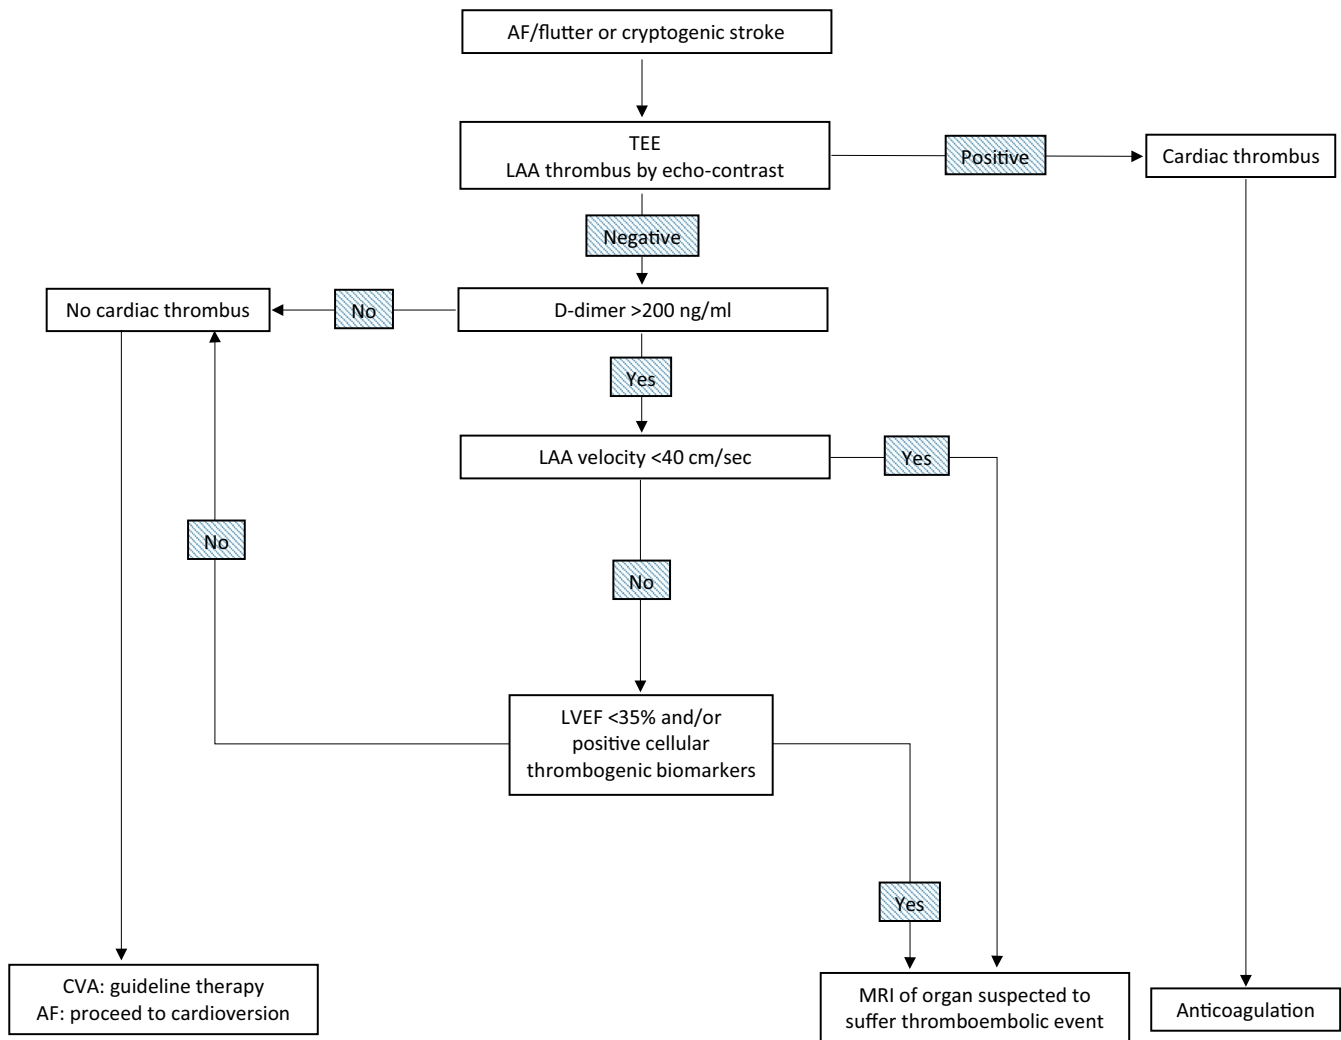 AF/flutter or cryptogenic stroke
TEE
LAA thrombus by echo-contrast
Positive
Cardiac thrombus
Negative
No cardiac thrombus
No
D-dimer >200 ng/ml
Yes
LAA velocity <40 cm/sec
Yes
No
No
LVEF <35% and/or
positive cellular
thrombogenic biomarkers
Yes
CVA: guideline therapy
AF: proceed to cardioversion
MRI of organ suspected to
suffer thromboembolic event
Anticoagulation